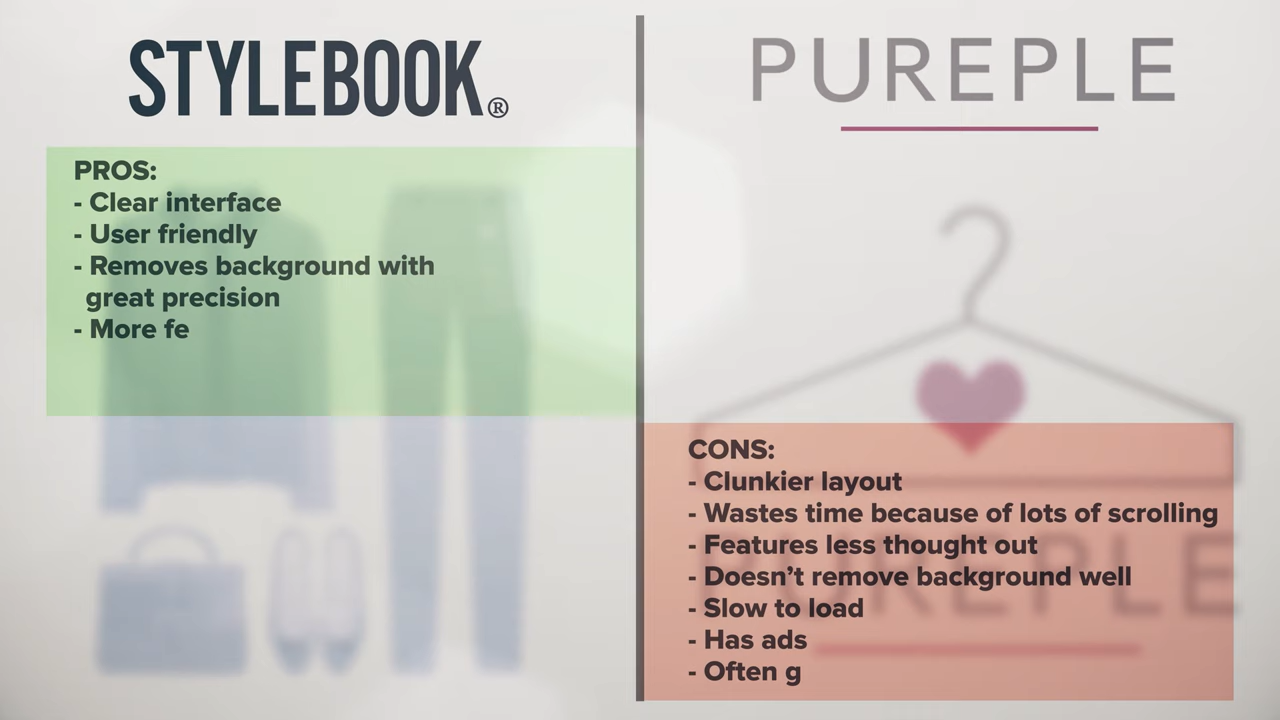 STYLEBOOK®
PROS:
- Clear interface
- User friendly
- Removes background with
great precision
- More fe
PUREPLE
CONS:
- Clunkier layout
- Wastes time because of lots of scrolling
- Features less thought out
- Doesn’t remove background well
- Slow to load
- Has ads
- Often g
PUREPLE